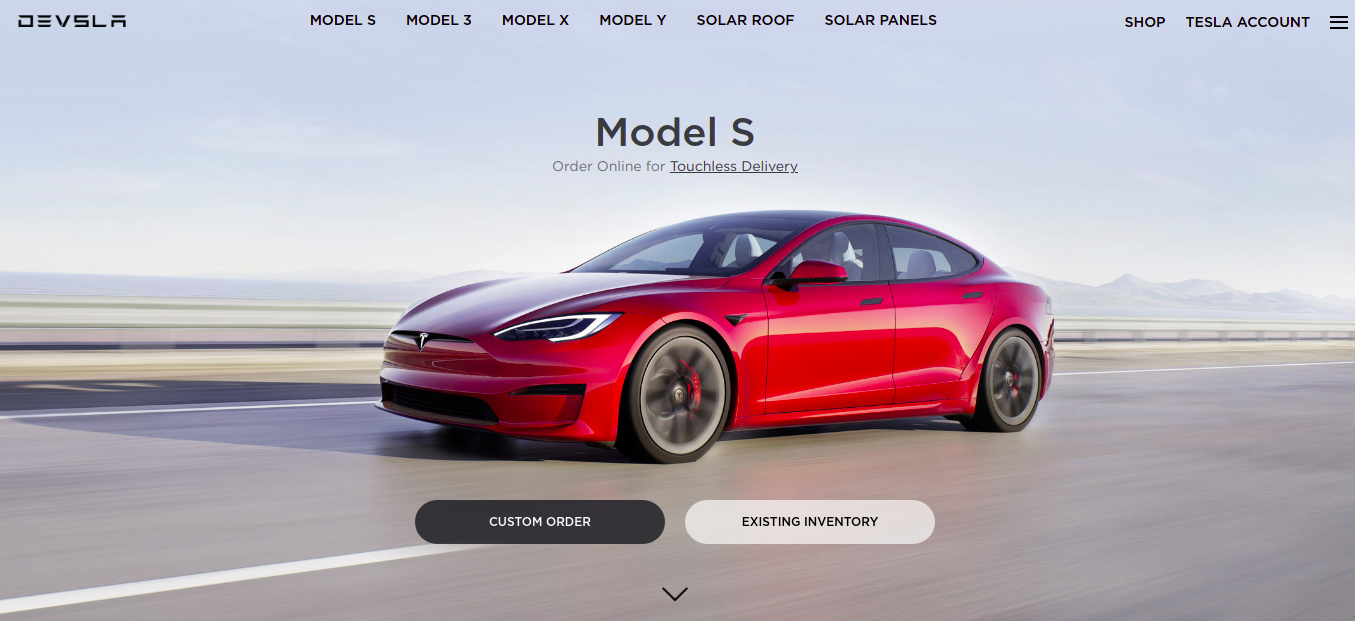 DEVSLA
MODEL S
MODEL 3
MODEL X
MODEL Y
SOLAR ROOF
SOLAR PANELS
SHOP
TESLA ACCOUNT
Model S
Order Online for Touchless Delivery
CUSTOM ORDER
EXISTING INVENTORY